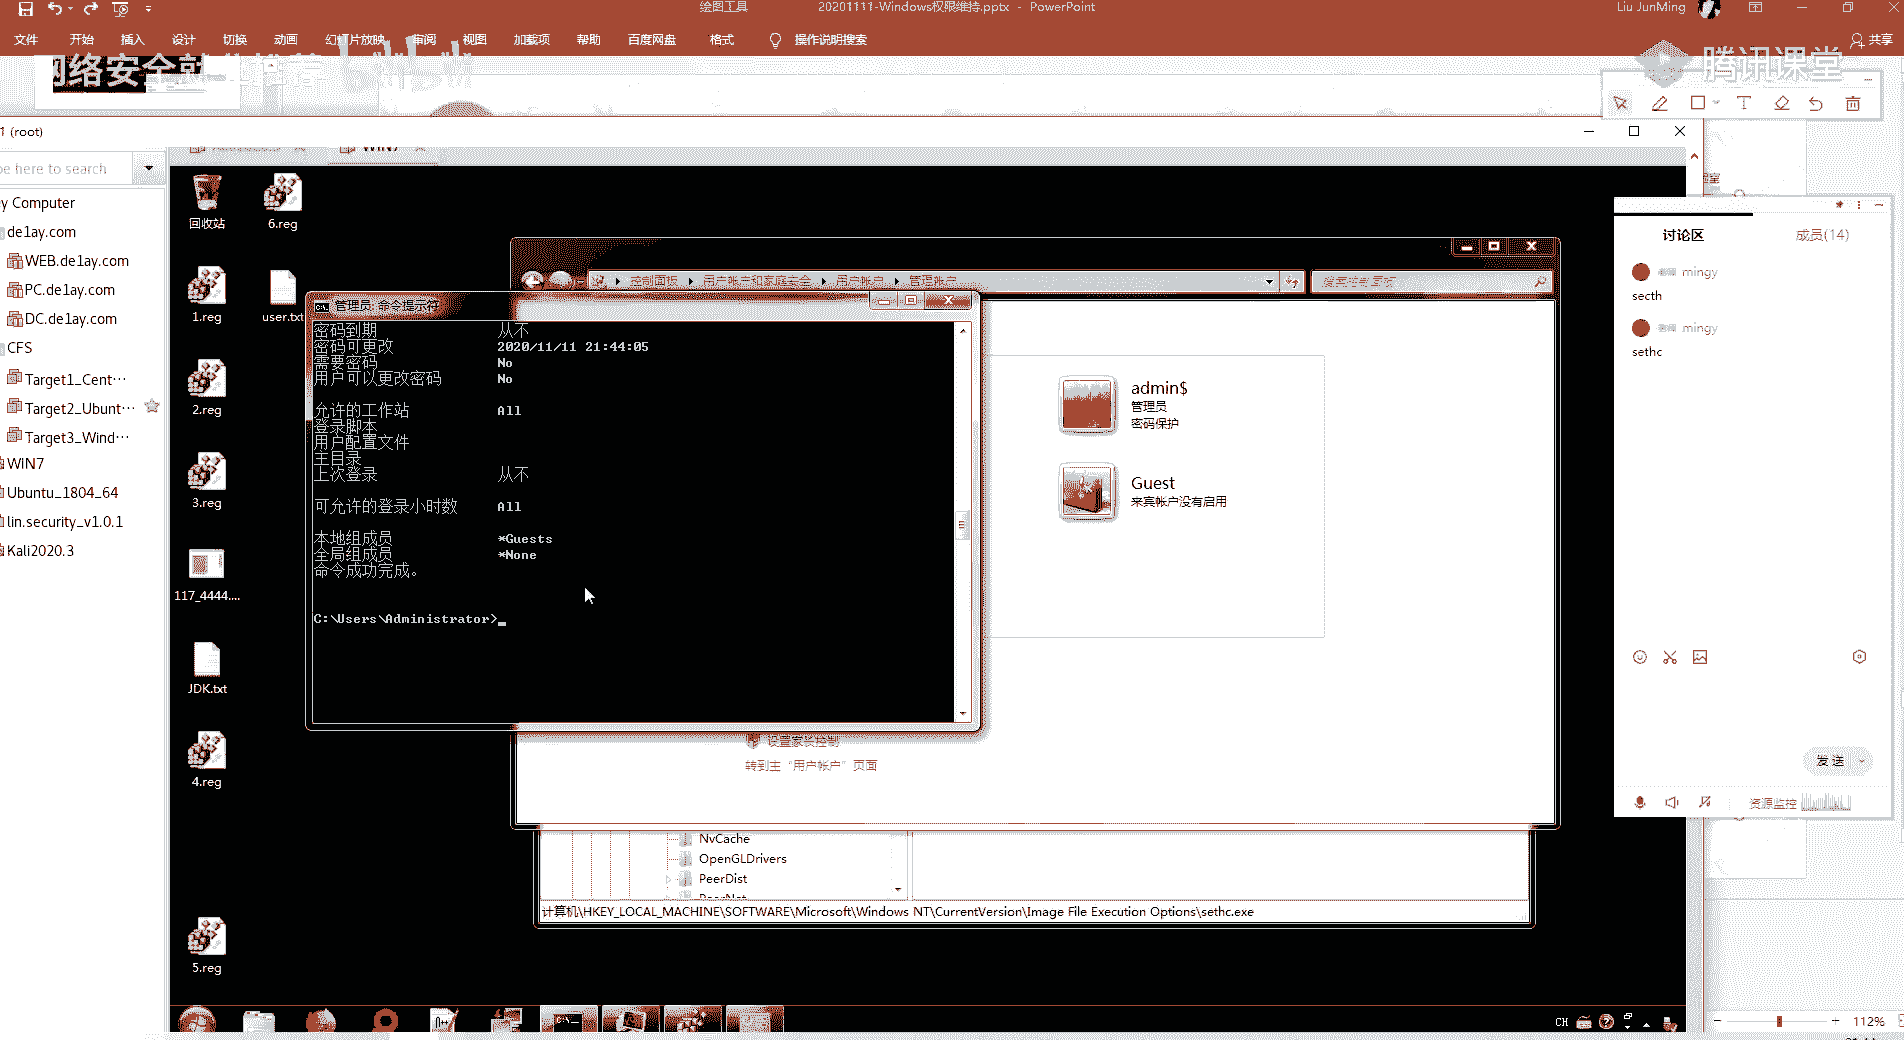 绘图工具
20201111-Windows权限维持.pptx - PowerPoint
Liu JunMing
文件 开始 插入 设计 切换 动画 幻灯片放映 审阅 视图 加载项 帮助 百度网盘 格式 操作说明搜索
共享
腾讯课堂
1 (root)
WIN7
pe here to search
y Computer
de1ay.com
WEB.de1ay.com
PC.de1ay.com
DC.de1ay.com
CFS
Target1_Cent···
Target2_Ubunt···
Target3_Wind···
WIN7
Ubuntu_1804_64
lin.security_v1.0.1
Kali2020.3
回收站
6.reg
1.reg
user.txt
2.reg
3.reg
117_4444....
JDK.txt
4.reg
5.reg
控制面板 用户帐户和家庭安全 用户帐户 管理帐户
搜索控制面板
管理员: 命令提示符
密码到期 从不
密码可更改 2020/11/11 21:44:05
需要密码 No
用户可以更改密码 No
允许的工作站 All
登录脚本
用户配置文件
主目录
上次登录 从不
可允许的登录小时数 All
本地组成员 *Guests
全局组成员 *None
命令成功完成。
C:\Users\Administrator>
admin$
管理员
密码保护
Guest
来宾帐户没有启用
设置家长控制
转到主“用户帐户”页面
NvCache
OpenGLDrivers
PeerDist
PeerNet
计算机\HKEY_LOCAL_MACHINE\SOFTWARE\Microsoft\Windows NT\CurrentVersion\Image File Execution Options\sethc.exe
讨论区 成员(14)
mingy
secth
mingy
sethc
发送
资源监控
CH
112%